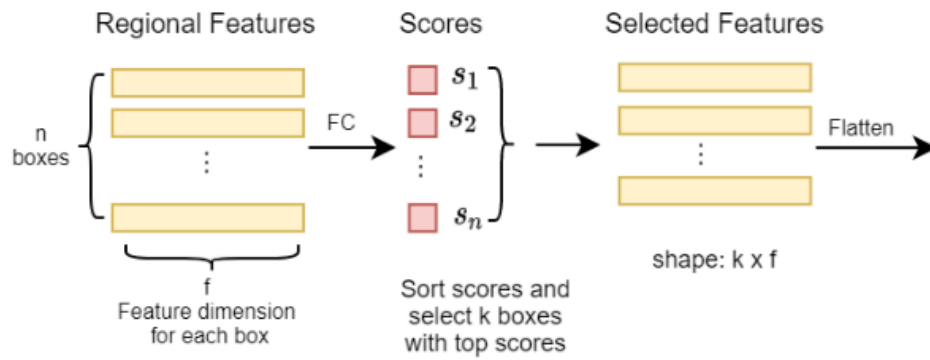 Regional Features
Scores
Selected Features
n
boxes
FC
s1
s2
sn
Flatten
f
Feature dimension
for each box
Sort scores and
select k boxes
with top scores
shape: k x f